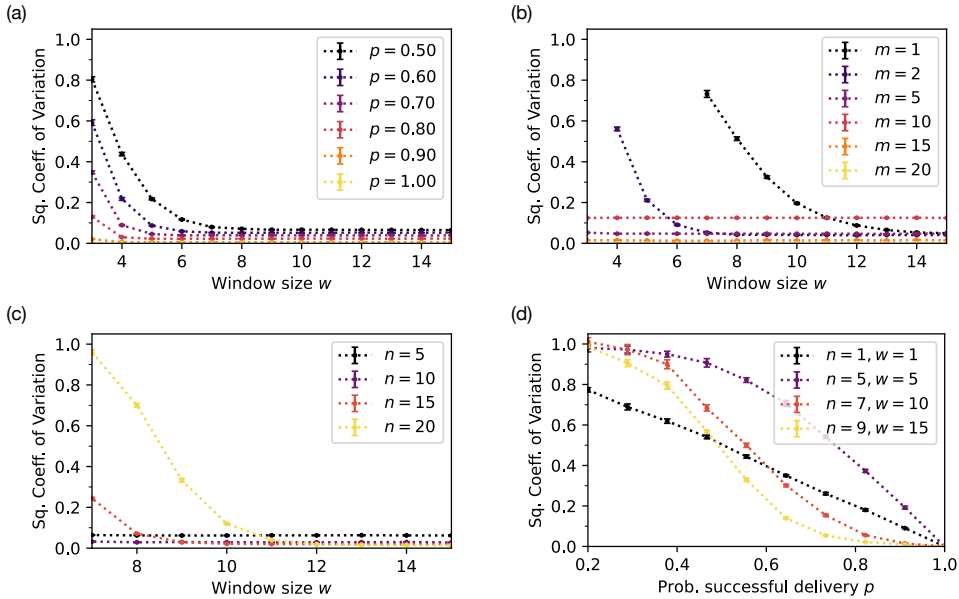 (a)
Sq. Coeff. of Variation
1.0
0.8
0.6
0.4
0.2
0.0
4 6 8 10 12 14
Window size w
p = 0.50
p = 0.60
p = 0.70
p = 0.80
p = 0.90
p = 1.00
(b)
Sq. Coeff. of Variation
1.0
0.8
0.6
0.4
0.2
0.0
4 6 8 10 12 14
Window size w
m = 1
m = 2
m = 5
m = 10
m = 15
m = 20
(c)
Sq. Coeff. of Variation
1.0
0.8
0.6
0.4
0.2
0.0
8 10 12 14
Window size w
n = 5
n = 10
n = 15
n = 20
(d)
Sq. Coeff. of Variation
1.0
0.8
0.6
0.4
0.2
0.0
0.2 0.4 0.6 0.8 1.0
Prob. successful delivery p
n = 1, w = 1
n = 5, w = 5
n = 7, w = 10
n = 9, w = 15